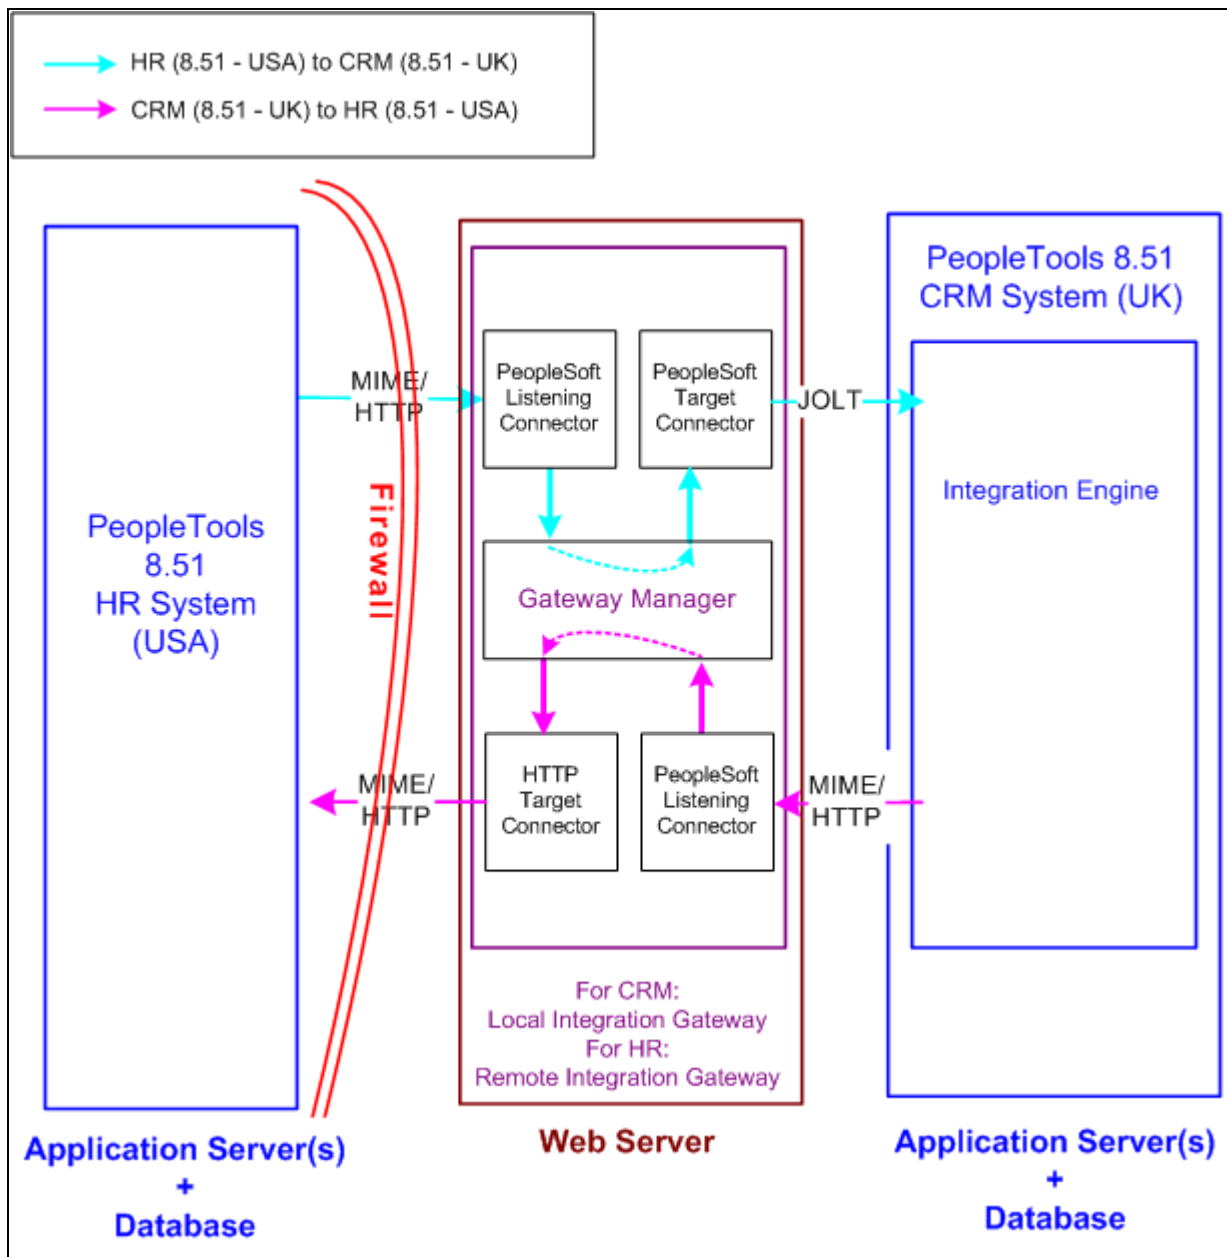 HR (8.51 - USA) to CRM (8.51 - UK)
CRM (8.51 - UK) to HR (8.51 - USA)
PeopleTools
8.51
HR System
(USA)
Application Server(s)
+
Database
Firewall
MIME/
HTTP
MIME/
HTTP
PeopleSoft
Listening
Connector
PeopleSoft
Target
Connector
Gateway Manager
HTTP
Target
Connector
PeopleSoft
Listening
Connector
For CRM:
Local Integration Gateway
For HR:
Remote Integration Gateway
Web Server
JOLT
MIME/
HTTP
PeopleTools 8.51
CRM System (UK)
Integration Engine
Application Server(s)
+
Database